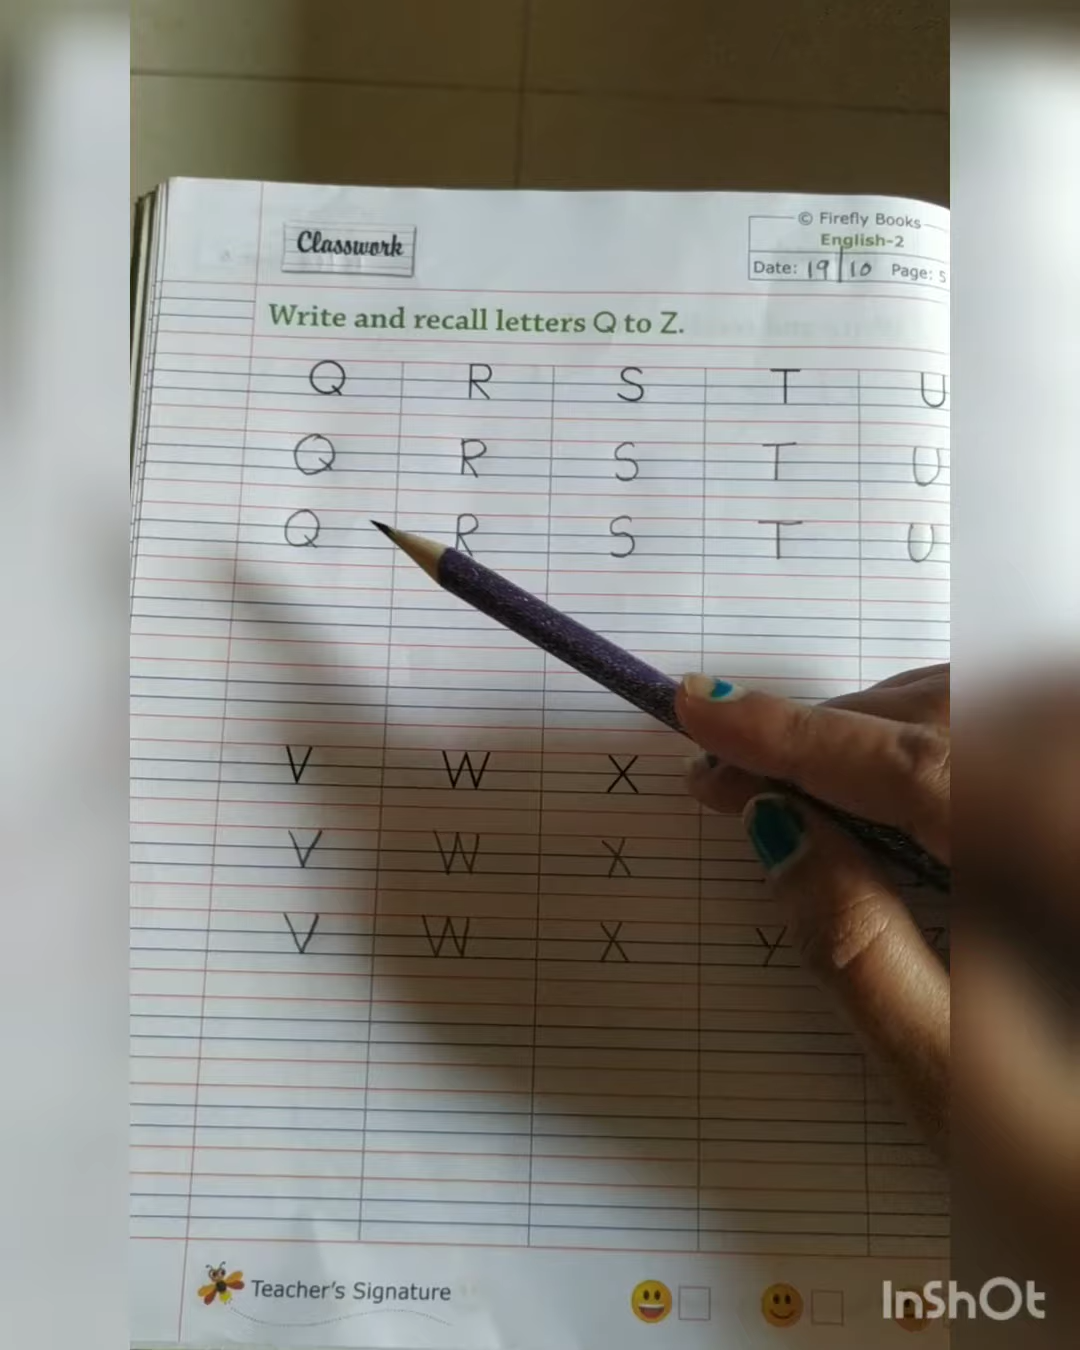 Classwork
© Firefly Books
English-2
Date: 19/10 Page: 5
Write and recall letters Q to Z.
Q R S T U
Q R S T U
Q R S T U
V W X
V W X
V W X Y
Teacher's Signature
InShOt